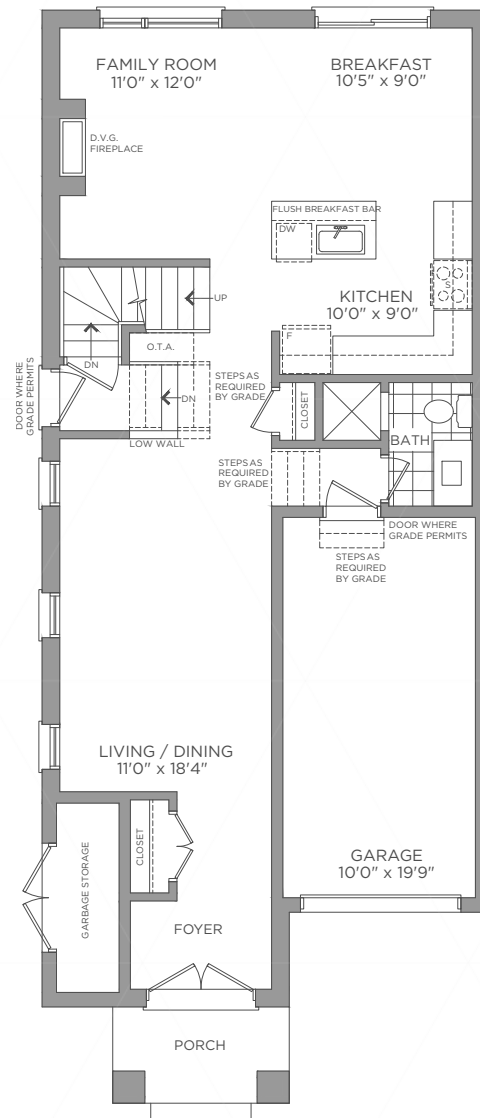 FAMILY ROOM
11'0" x 12'0"
BREAKFAST
10'5" x 9'0"
D.V.G.
FIREPLACE
FLUSH BREAKFAST BAR
DW
S
KITCHEN
10'0" x 9'0"
F
UP
O.T.A.
DN
DN
DOOR WHERE
GRADE PERMITS
STEPS AS
REQUIRED
BY GRADE
CLOSET
BATH
LOW WALL
STEPS AS
REQUIRED
BY GRADE
DOOR WHERE
GRADE PERMITS
STEPS AS
REQUIRED
BY GRADE
LIVING / DINING
11'0" x 18'4"
CLOSET
GARBAGE STORAGE
GARAGE
10'0" x 19'9"
FOYER
PORCH